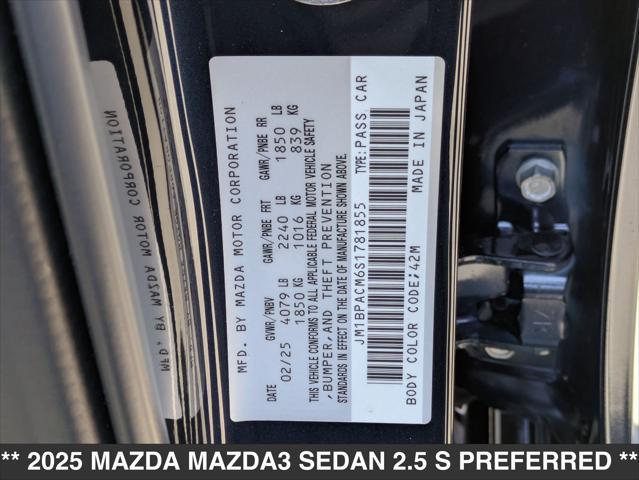 MFD. BY MAZDA MOTOR CORPORATION
DATE GVWR/PNBV GAWR/PNBE FRT GAWR/PNBE RR
02/25 4079 LB 2240 LB 1850 LB
1850 KG 1016 KG 839 KG
THIS VEHICLE CONFORMS TO ALL APPLICABLE FEDERAL MOTOR VEHICLE SAFETY
,BUMPER,AND THEFT PREVENTION
STANDARDS IN EFFECT ON THE DATE OF MANUFACTURE SHOWN ABOVE.
JM1BPACM6S1781855 TYPE:PASS CAR
BODY COLOR CODE;42M MADE IN JAPAN
MFD. BY MAZDA MOTOR CORPORATION
** 2025 MAZDA MAZDA3 SEDAN 2.5 S PREFERRED **